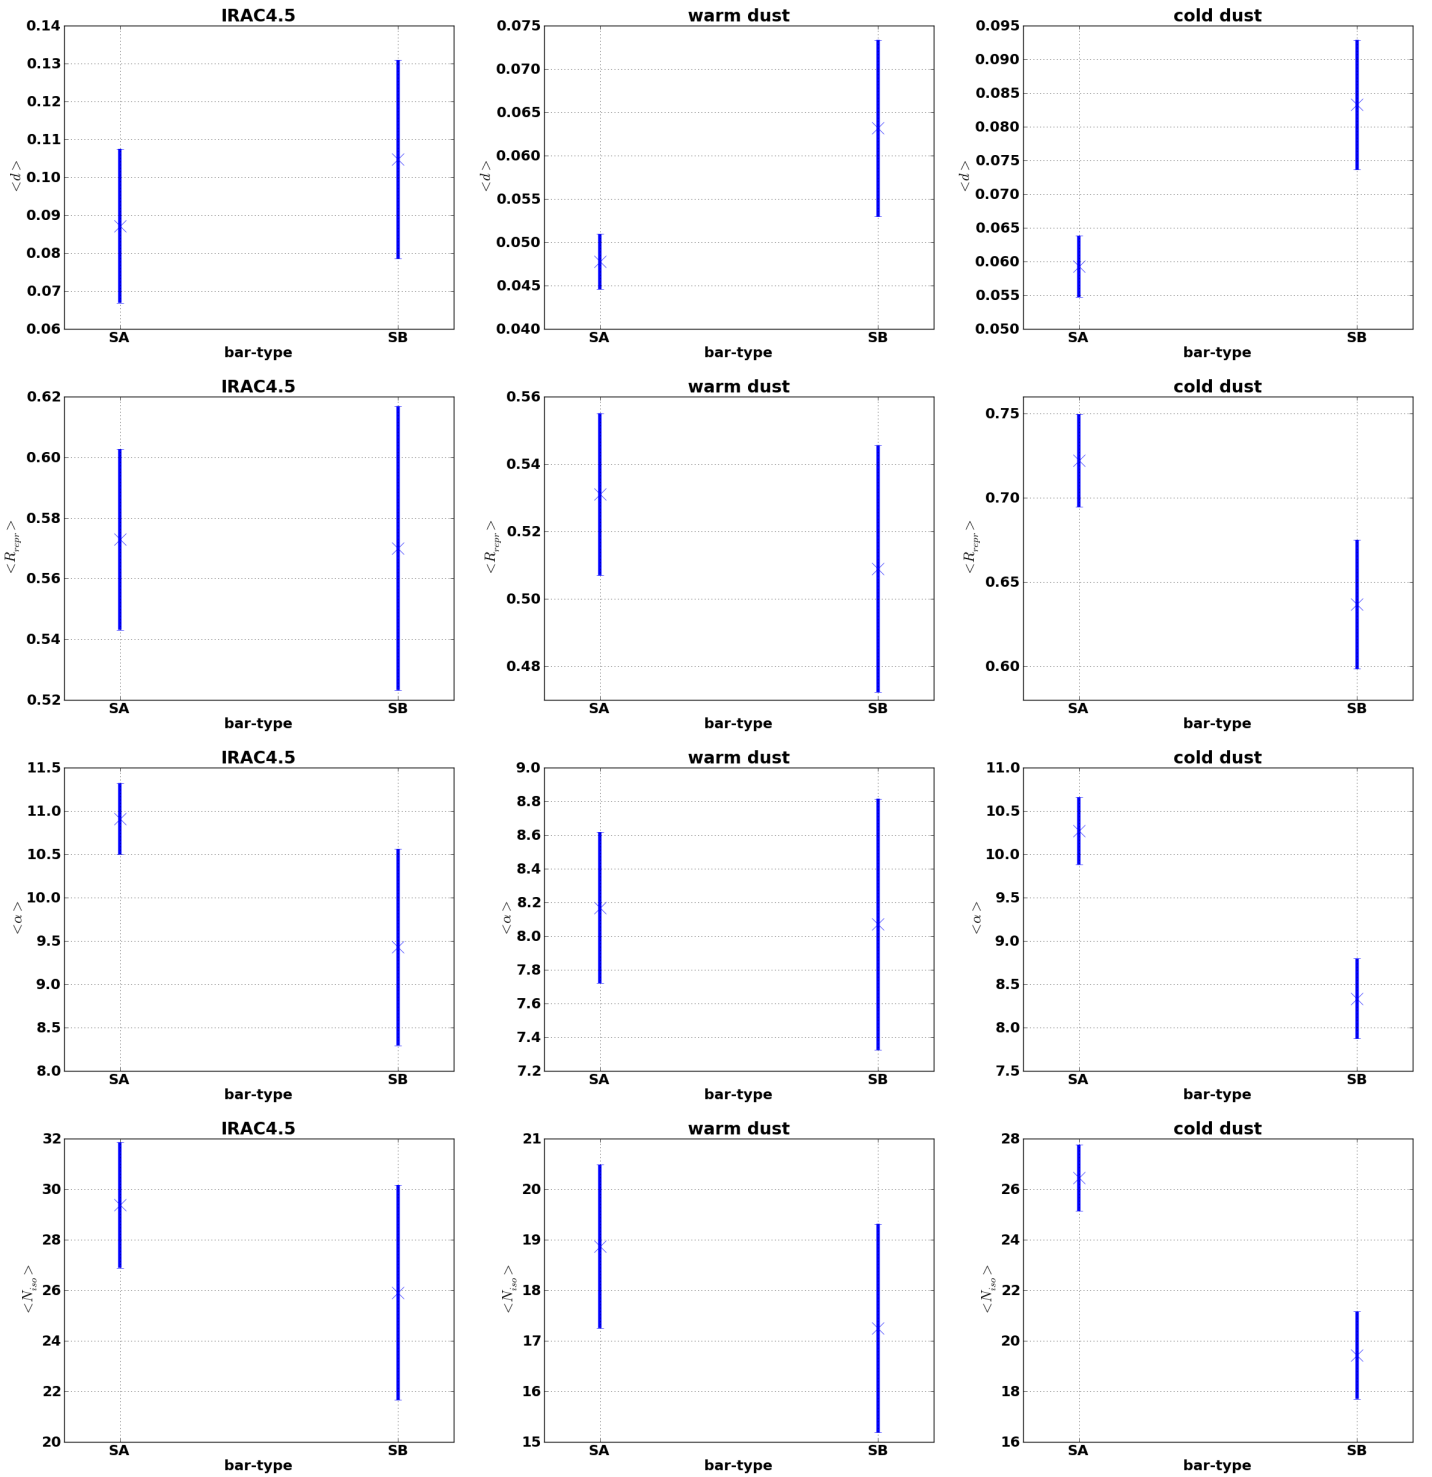 IRAC4.5
0.14
0.13
0.12
0.11
0.10
0.09
0.08
0.07
0.06
<d>
SA SB
bar-type
warm dust
0.075
0.070
0.065
0.060
0.055
0.050
0.045
0.040
<d>
SA SB
bar-type
cold dust
0.095
0.090
0.085
0.080
0.075
0.070
0.065
0.060
0.055
0.050
<d>
SA SB
bar-type
IRAC4.5
0.62
0.60
0.58
0.56
0.54
0.52
<R_repr>
SA SB
bar-type
warm dust
0.56
0.54
0.52
0.50
0.48
<R_repr>
SA SB
bar-type
cold dust
0.75
0.70
0.65
0.60
<R_repr>
SA SB
bar-type
IRAC4.5
11.5
11.0
10.5
10.0
9.5
9.0
8.5
8.0
<α>
SA SB
bar-type
warm dust
9.0
8.8
8.6
8.4
8.2
8.0
7.8
7.6
7.4
7.2
<α>
SA SB
bar-type
cold dust
11.0
10.5
10.0
9.5
9.0
8.5
8.0
7.5
<α>
SA SB
bar-type
IRAC4.5
32
30
28
26
24
22
20
<N_iso>
SA SB
bar-type
warm dust
21
20
19
18
17
16
15
<N_iso>
SA SB
bar-type
cold dust
28
26
24
22
20
18
16
<N_iso>
SA SB
bar-type